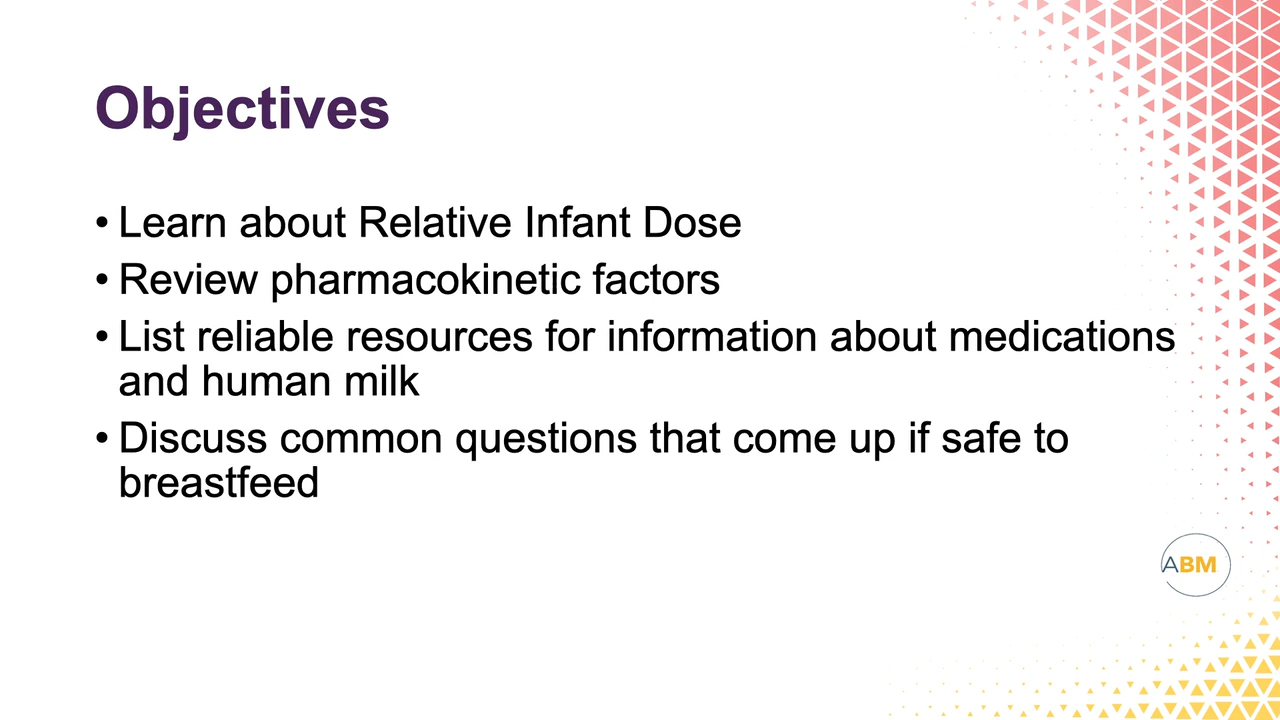 Objectives
• Learn about Relative Infant Dose
• Review pharmacokinetic factors
• List reliable resources for information about medications
and human milk
• Discuss common questions that come up if safe to
breastfeed
ABM